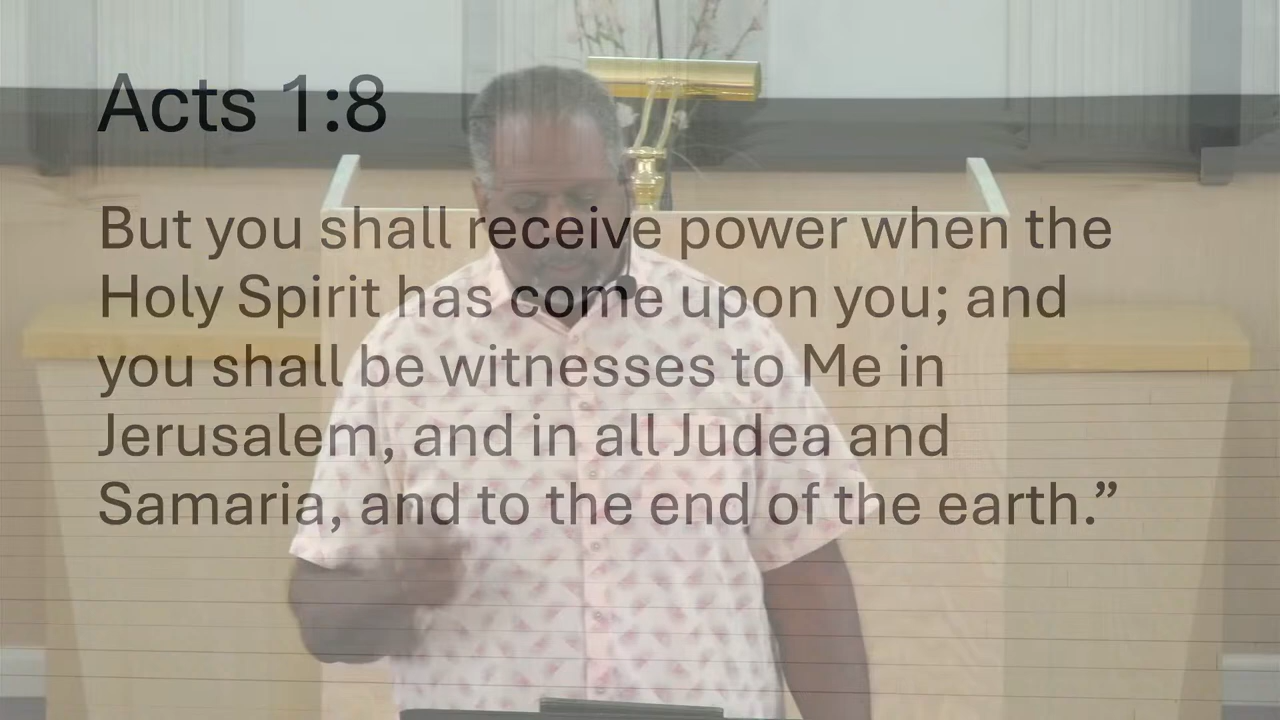 Acts 1:8
But you shall receive power when the
Holy Spirit has come upon you; and
you shall be witnesses to Me in
Jerusalem, and in all Judea and
Samaria, and to the end of the earth.”